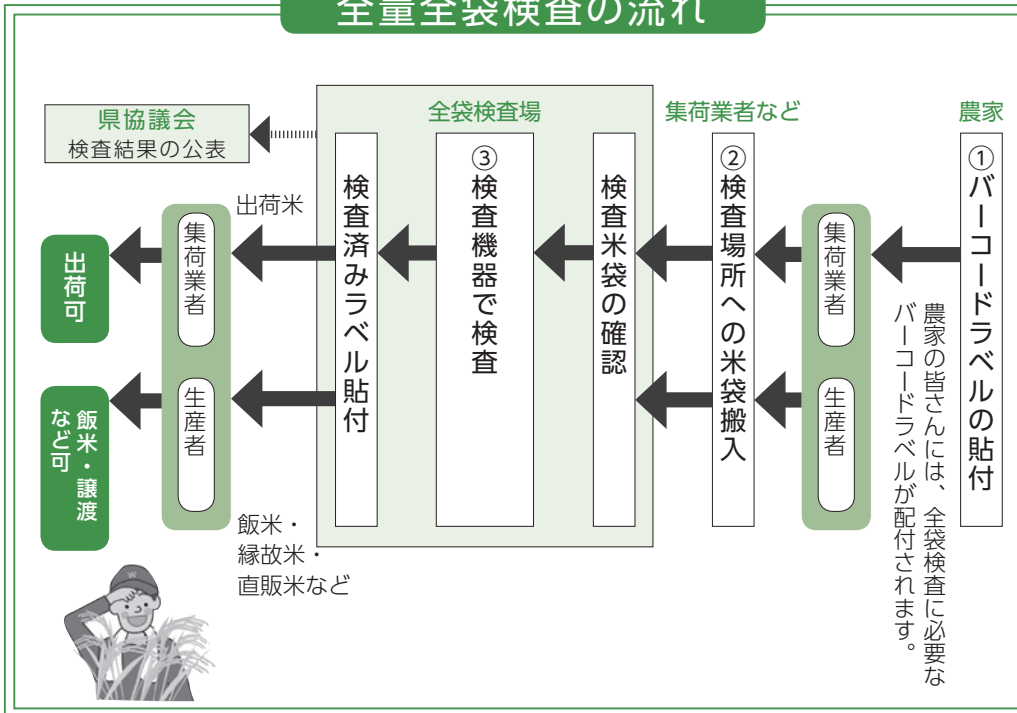 全量全袋検査の流れ
農家
①バーコードラベルの貼付
農家の皆さんには、全袋検査に必要な
バーコードラベルが配付されます。
集荷業者
生産者
集荷業者など
②検査場所への米袋搬入
全袋検査場
検査米袋の確認
③検査機器で検査
検査済みラベル貼付
県協議会
検査結果の公表
出荷米
集荷業者
出荷可
飯米・
縁故米・
直販米など
生産者
飯米・譲渡
など可
W